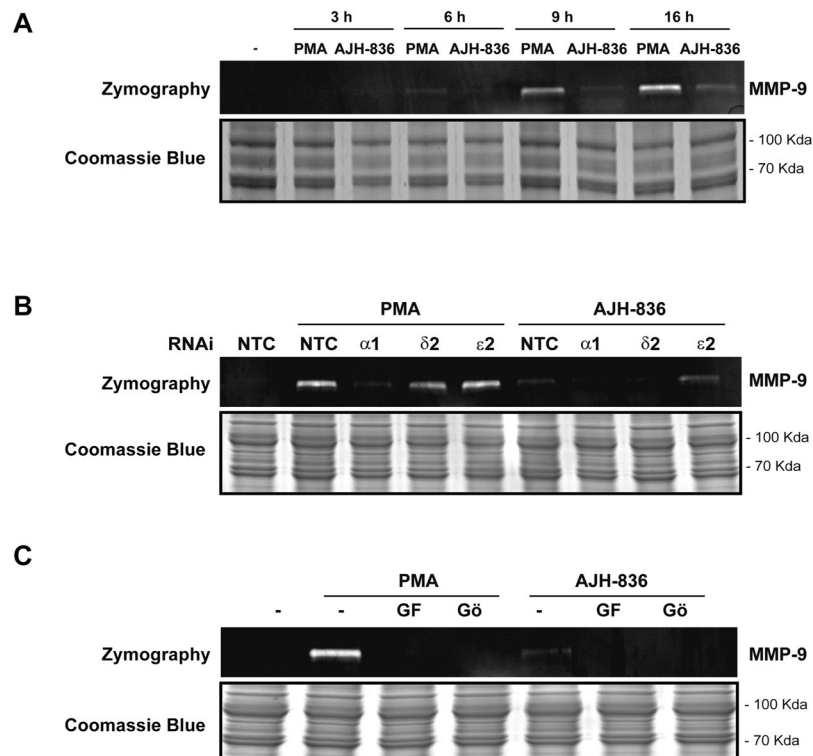 A
3 h 6 h 9 h 16 h
- PMA AJH-836 PMA AJH-836 PMA AJH-836 PMA AJH-836
Zymography MMP-9
Coomassie Blue
- 100 Kda
- 70 Kda
B
PMA AJH-836
RNAi NTC NTC α1 δ2 ε2 NTC α1 δ2 ε2
Zymography MMP-9
Coomassie Blue
- 100 Kda
- 70 Kda
C
PMA AJH-836
- - GF Gö - GF Gö
Zymography MMP-9
- 100 Kda
Coomassie Blue
- 70 Kda